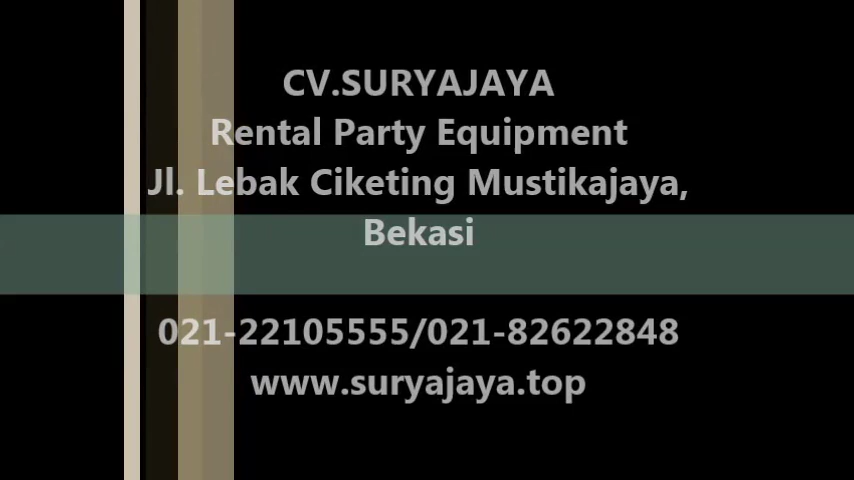 CV.SURYAJAYA
Rental Party Equipment
Jl. Lebak Ciketing Mustikajaya,
Bekasi
021-22105555/021-82622848
www.suryajaya.top